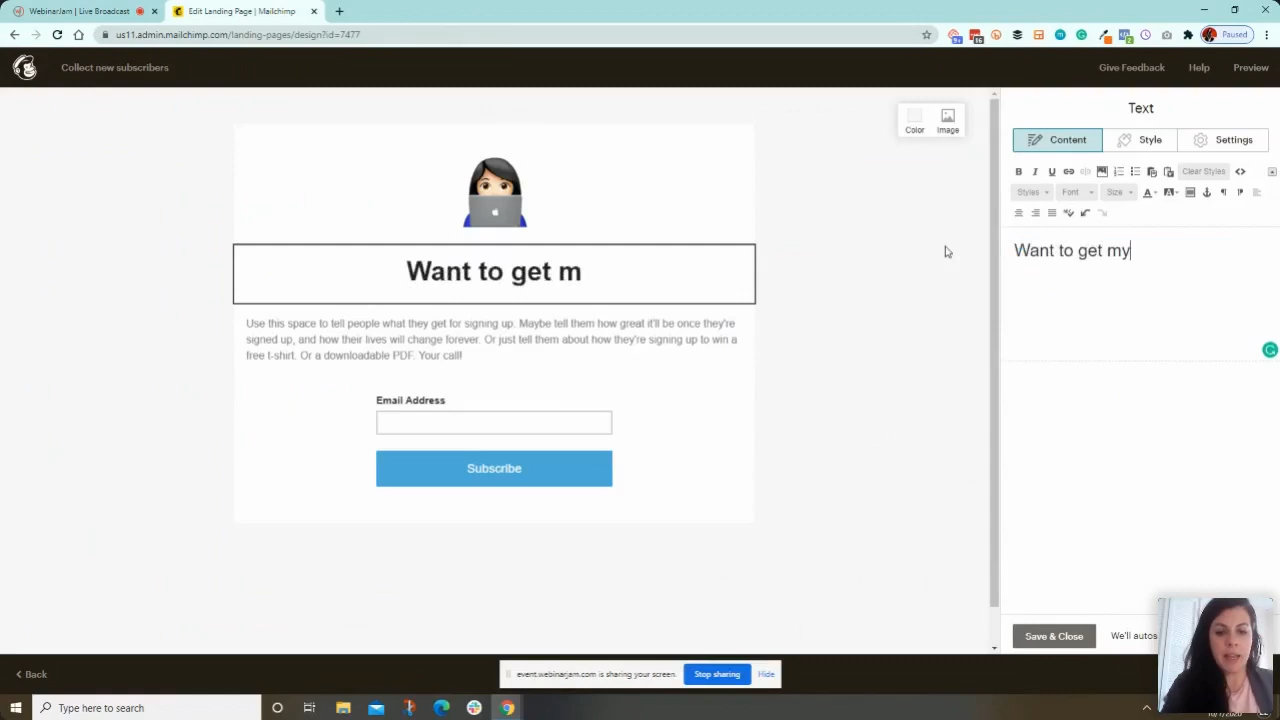 WebinarJam | Live Broadcast
Edit Landing Page | Mailchimp
us11.admin.mailchimp.com/landing-pages/design?id=7477
9+
16
Paused
Collect new subscribers
Give Feedback
Help
Preview
Color
Image
Text
Content
Style
Settings
B I U
Clear Styles
Styles
Font
Size
Want to get m
Want to get my
Use this space to tell people what they get for signing up. Maybe tell them how great it'll be once they're
signed up, and how their lives will change forever. Or just tell them about how they're signing up to win a
free t-shirt. Or a downloadable PDF. Your call!
Email Address
Subscribe
Save & Close
We'll autos
Back
event.webinarjam.com is sharing your screen.
Stop sharing
Hide
Type here to search